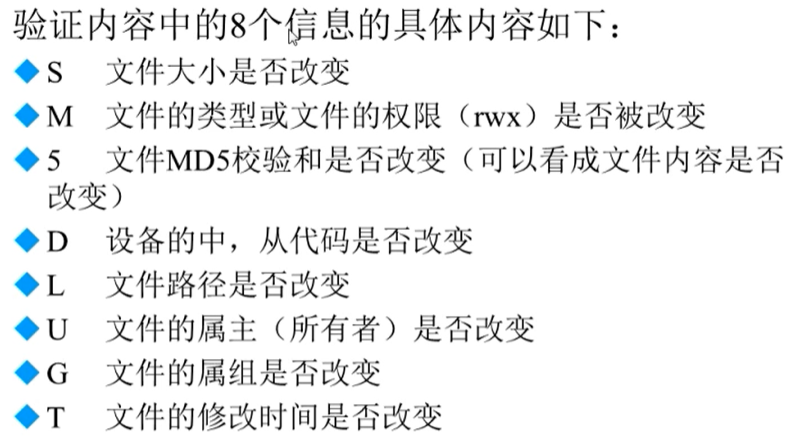 验证内容中的8个信息的具体内容如下：
S 文件大小是否改变
M 文件的类型或文件的权限（rwx）是否被改变
5 文件MD5校验和是否改变（可以看成文件内容是否
改变）
D 设备的中，从代码是否改变
L 文件路径是否改变
U 文件的属主（所有者）是否改变
G 文件的属组是否改变
T 文件的修改时间是否改变